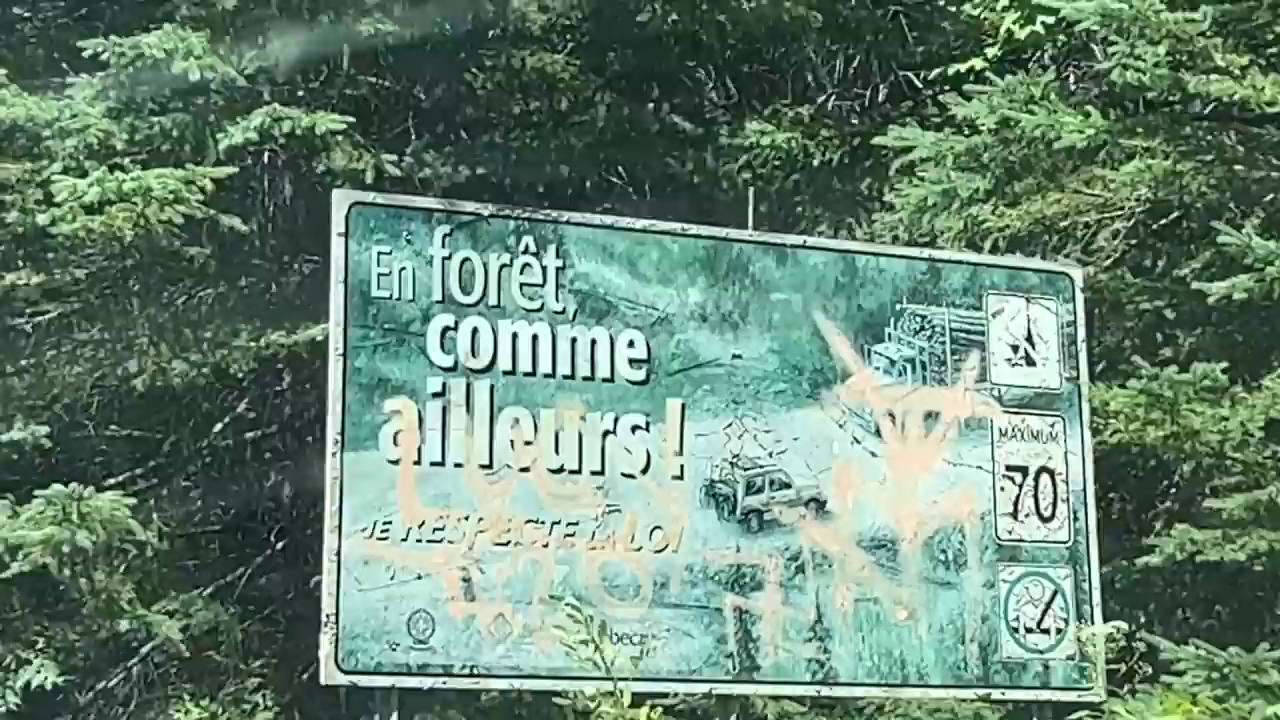 En forêt,
comme
ailleurs!
JE RESPECTE LA LOI
MAXIMUM
70